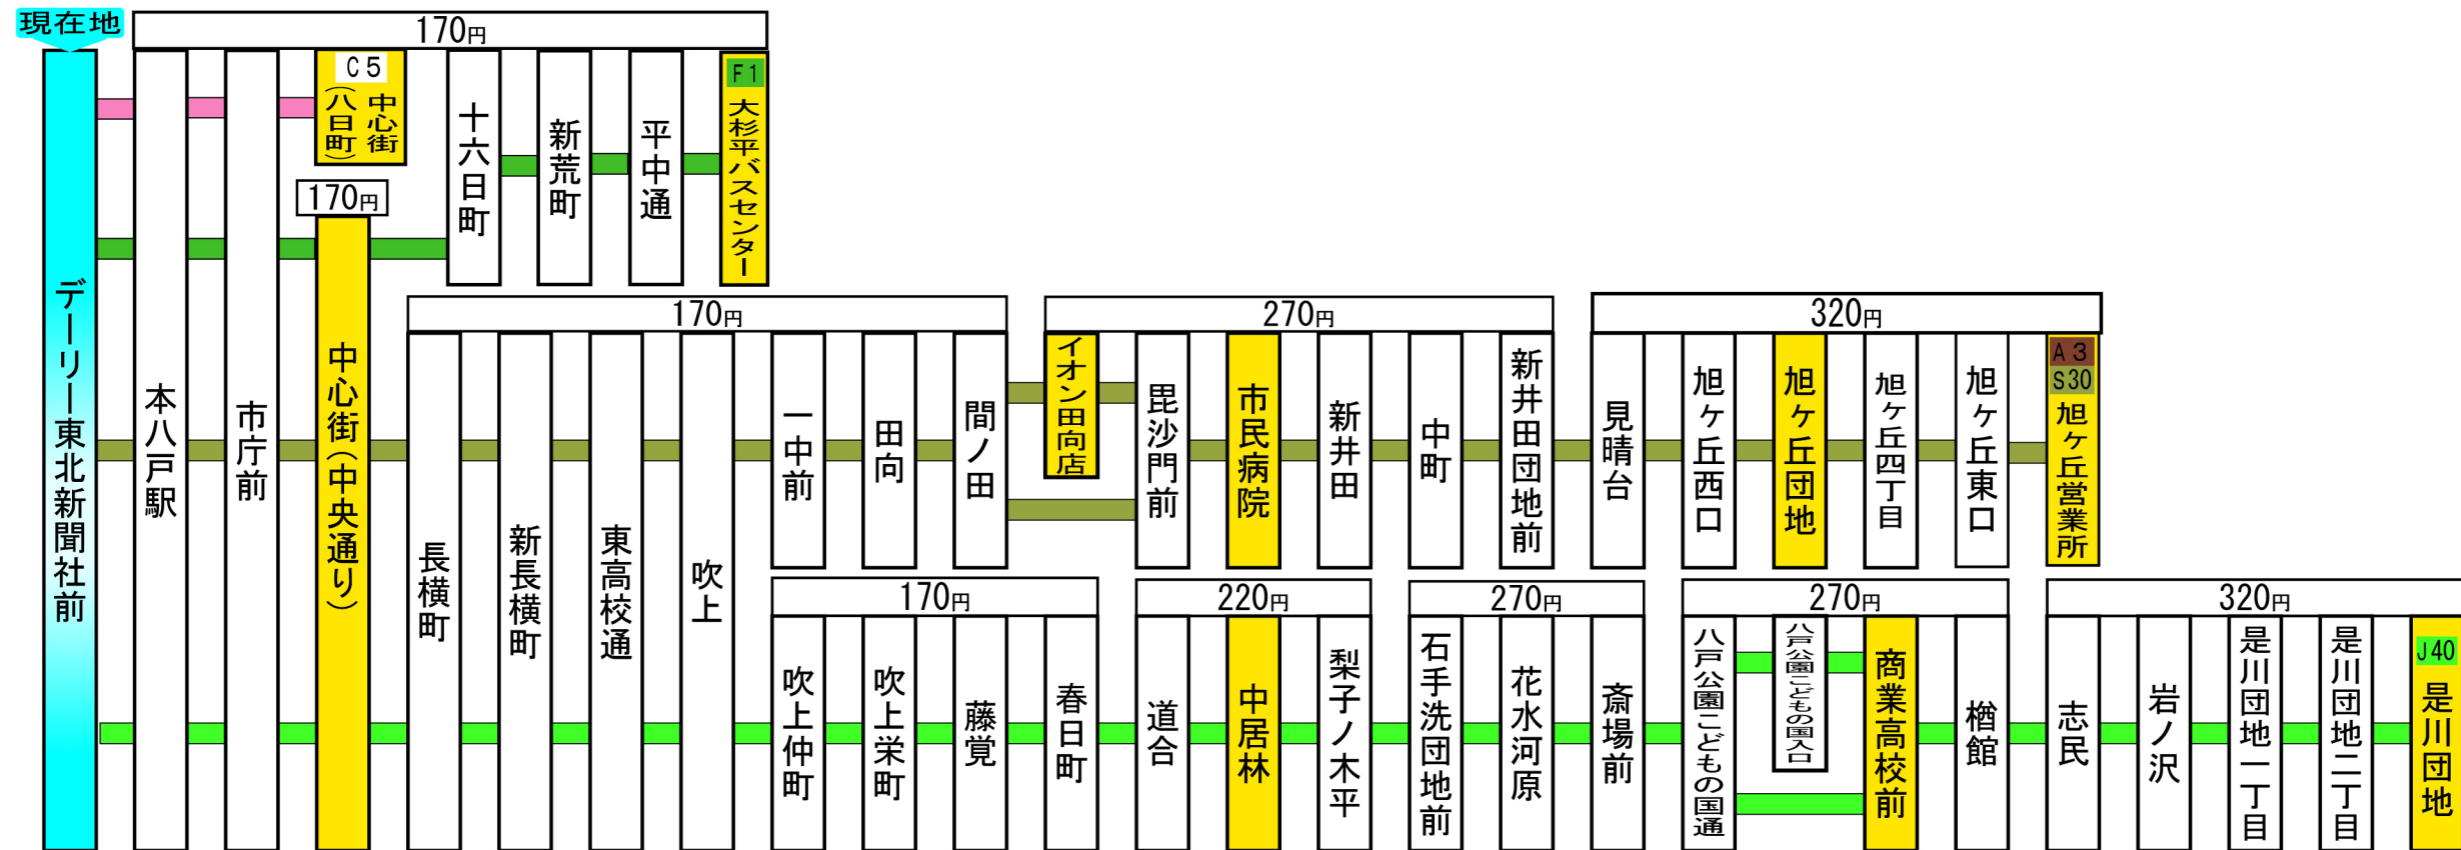 現在地
170円
デーリー東北新聞社前
本八戸駅
市庁前
C5
中心街
(八日町)
十六日町
新荒町
平中通
F1
大杉平バスセンター
170円
中心街(中央通り)
170円
長横町
新長横町
東高校通
吹上
一中前
田向
間ノ田
270円
イオン田向店
毘沙門前
市民病院
新井田
中町
新井田団地前
320円
見晴台
旭ヶ丘西口
旭ヶ丘団地
旭ヶ丘四丁目
旭ヶ丘東口
A3
S30
旭ヶ丘営業所
170円
吹上仲町
吹上栄町
藤覚
春日町
220円
道合
中居林
梨子ノ木平
270円
石手洗団地前
花水河原
斎場前
270円
八戸公園こどもの国通
八戸公園こどもの国入口
商業高校前
楢館
320円
志民
岩ノ沢
是川団地一丁目
是川団地二丁目
J40
是川団地